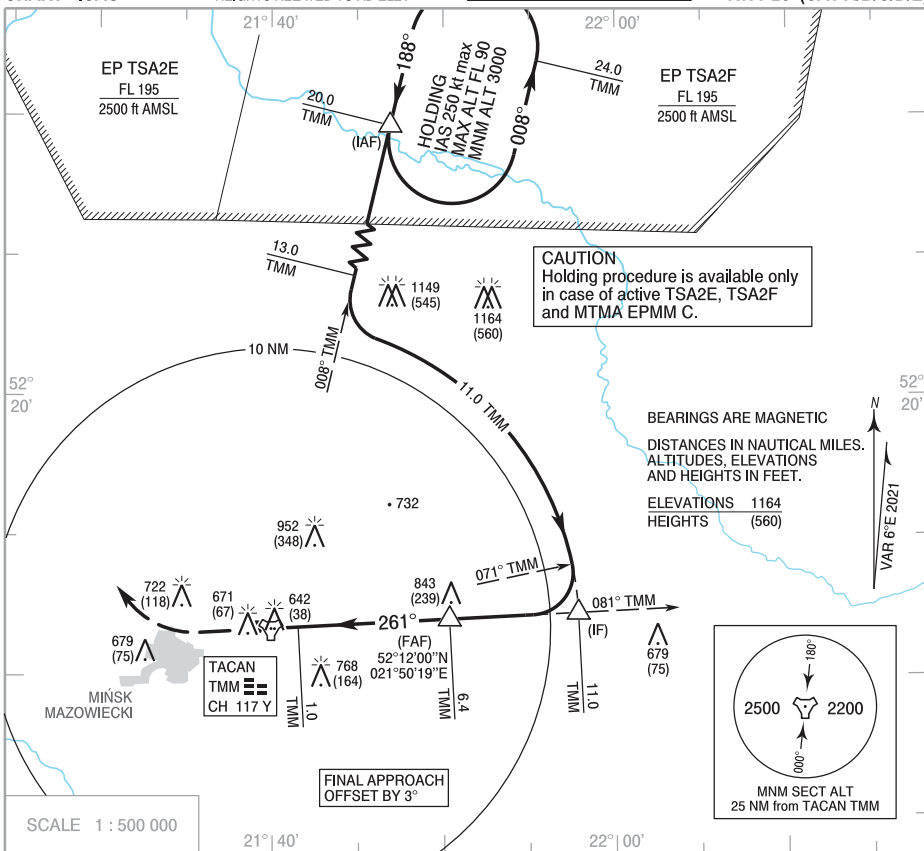 21° 40'
22° 00'
EP TSA2E
FL 195
2500 ft AMSL
188°
HOLDING
IAS 250 kt max
MAX ALT FL 90
MNM ALT 3000
008°
24.0
TMM
EP TSA2F
FL 195
2500 ft AMSL
20.0
TMM
(IAF)
13.0
TMM
1149
(545)
1164
(560)
CAUTION
Holding procedure is available only
in case of active TSA2E, TSA2F
and MTMA EPMM C.
008° TMM
10 NM
11.0 TMM
52°
20'
52°
20'
BEARINGS ARE MAGNETIC
DISTANCES IN NAUTICAL MILES.
ALTITUDES, ELEVATIONS
AND HEIGHTS IN FEET.
ELEVATIONS 1164
HEIGHTS (560)
N
VAR 6°E 2021
732
952
(348)
071° TMM
722
(118)
671
(67)
642
(38)
843
(239)
081° TMM
261°
(FAF)
52°12'00"N
021°50'19"E
(IF)
679
(75)
679
(75)
MIŃSK
MAZOWIECKI
TACAN
TMM
CH 117 Y
768
(164)
1.0
TMM
6.4
TMM
11.0
TMM
180°
2500
2200
000°
MNM SECT ALT
25 NM from TACAN TMM
FINAL APPROACH
OFFSET BY 3°
SCALE 1 : 500 000
21° 40'
22° 00'